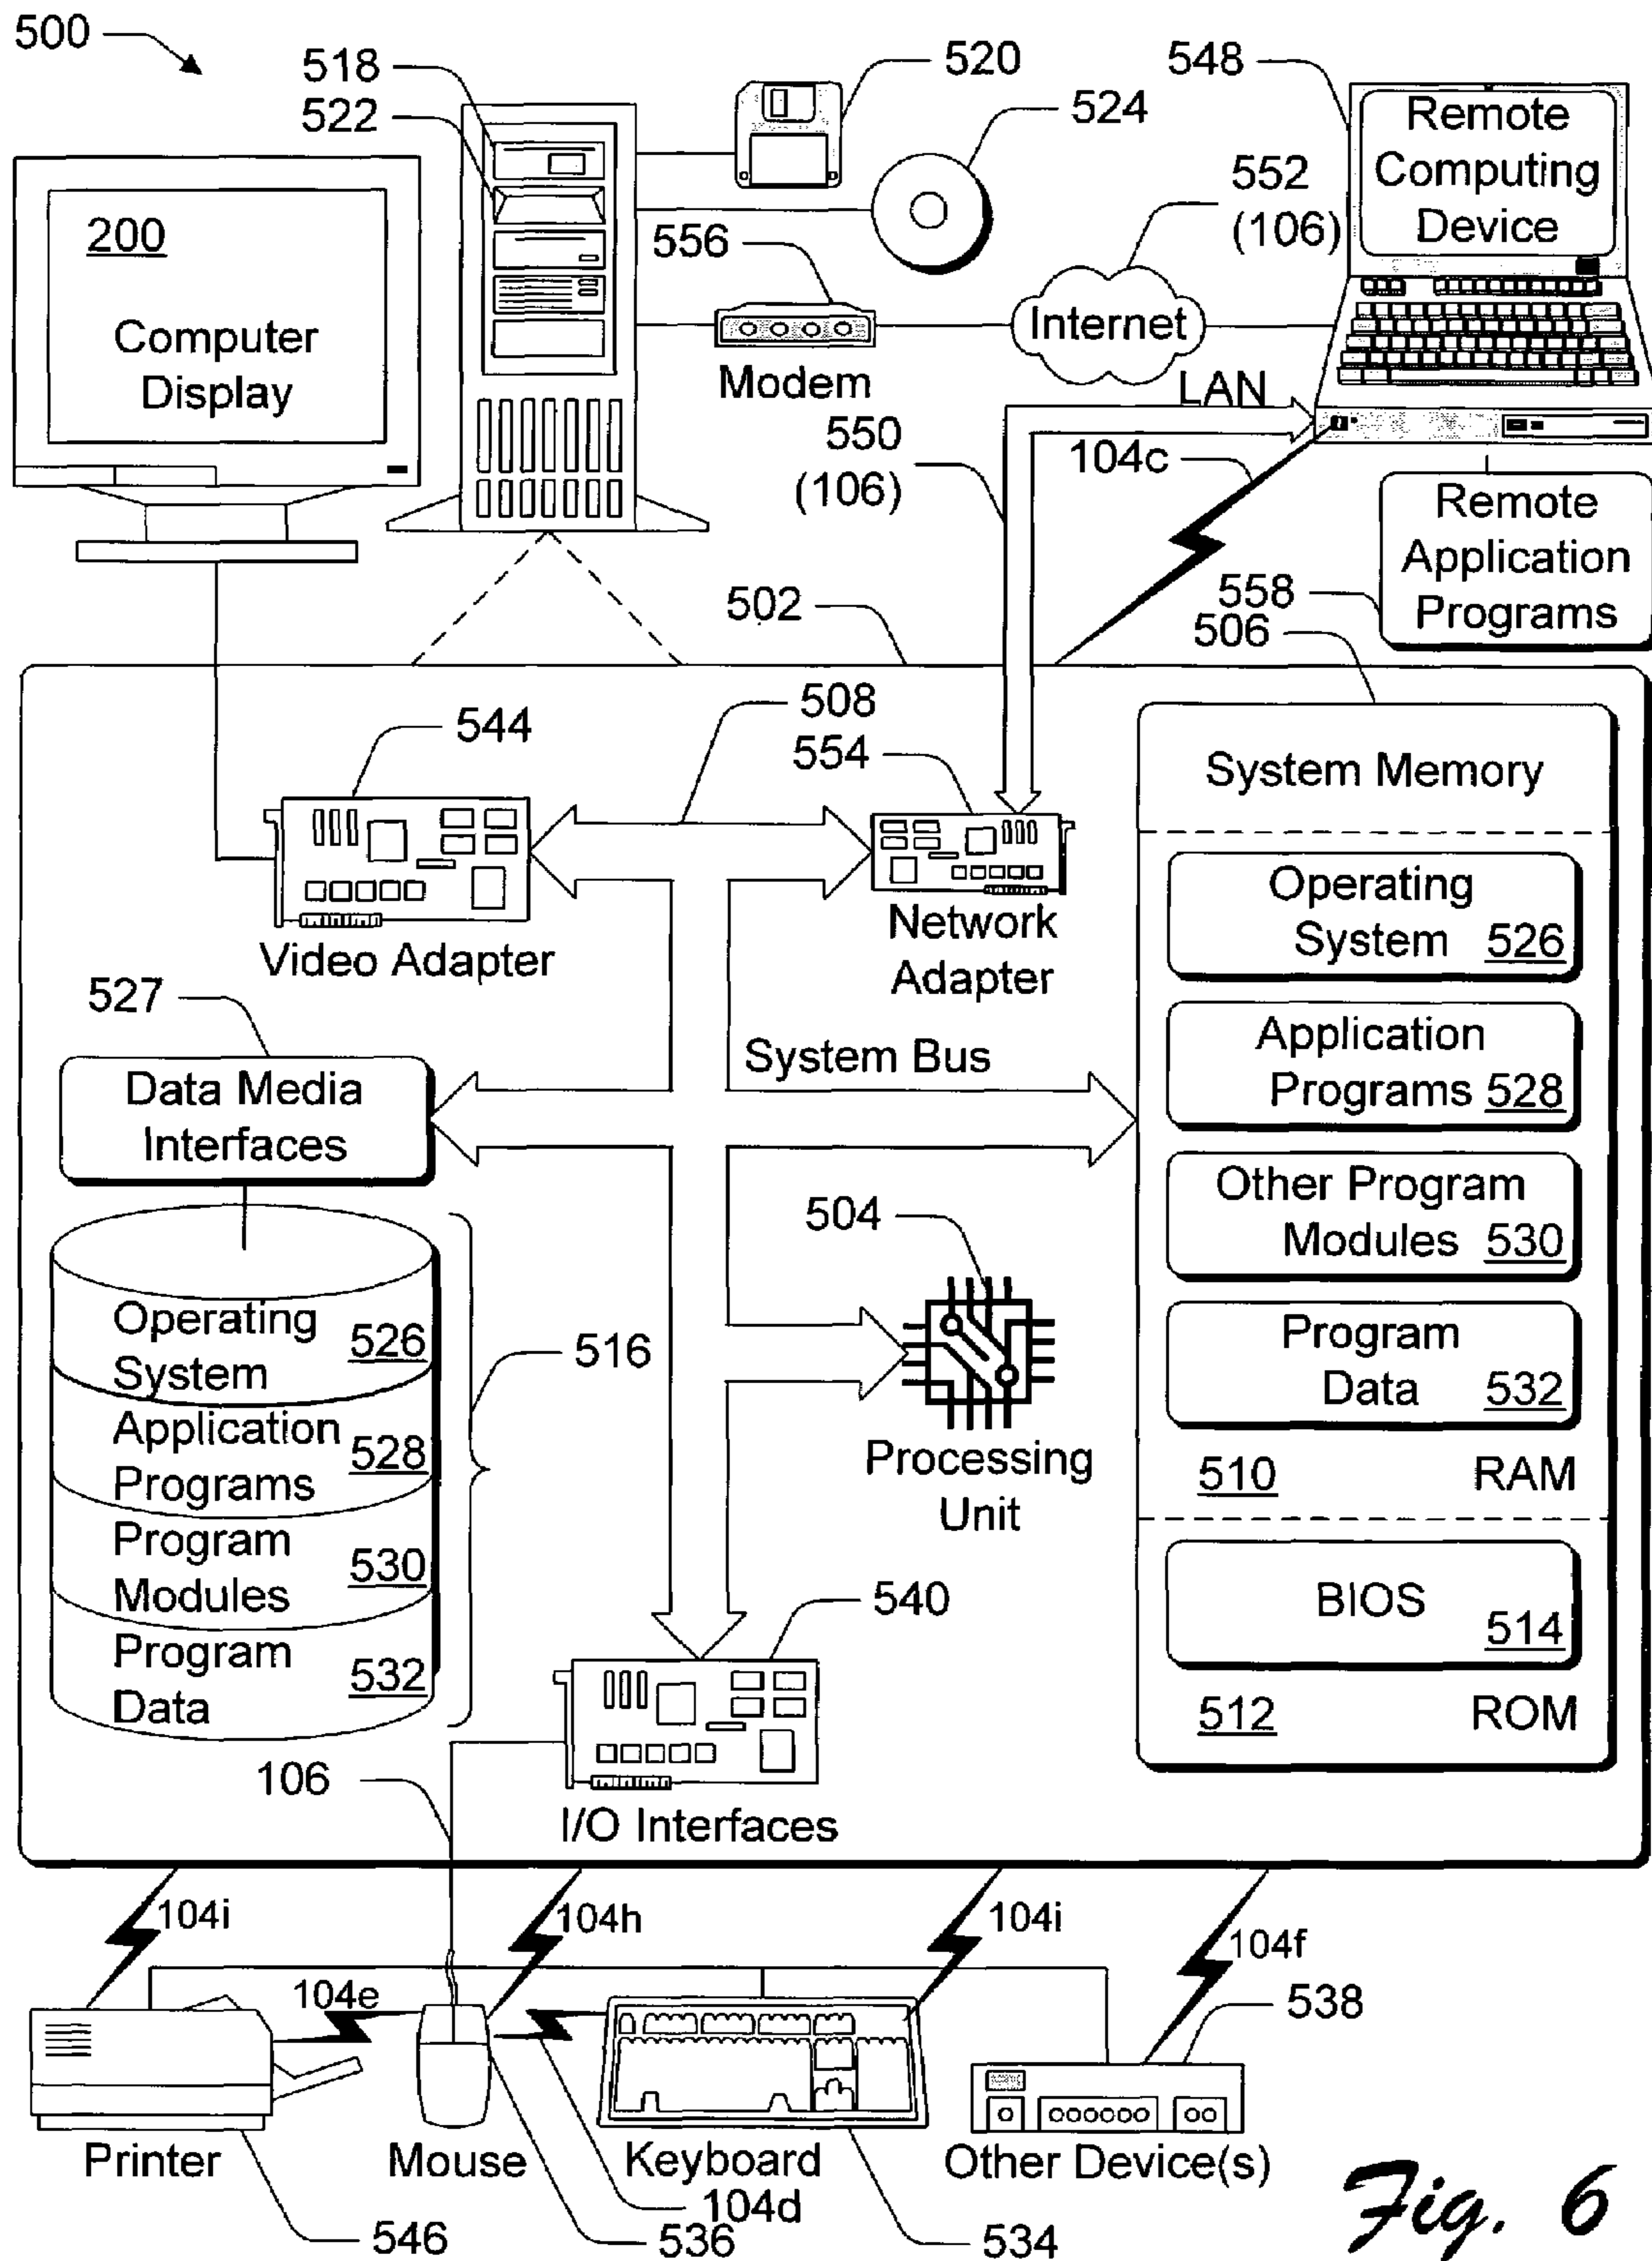 500
518
522
520
524
548
Remote
Computing
Device
200
Computer
Display
556
552
(106)
Internet
Modem
LAN
550
(106)
104c
Remote
Application
Programs
558
506
502
508
544
554
System Memory
Operating
System 526
Video Adapter
Network
Adapter
527
Application
Programs 528
System Bus
Data Media
Interfaces
Other Program
Modules 530
504
Operating
System 526
516
Program
Data 532
Application
Programs 528
Processing
Unit
510 RAM
Program
Modules 530
540
BIOS
514
Program
Data 532
512 ROM
106
I/O Interfaces
104i
104h
104i
104f
104e
538
Printer
Mouse
Keyboard
Other Device(s)
104d
546
536
534
Fig. 6